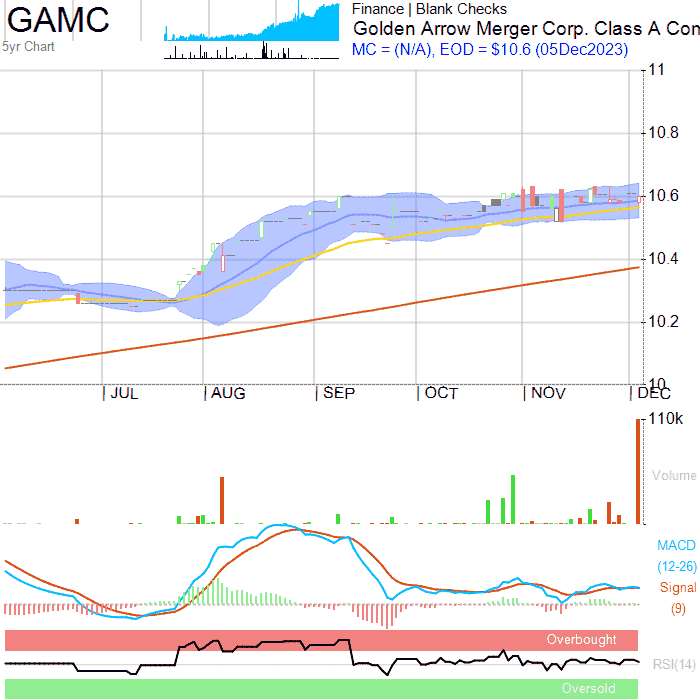 GAMC
5yr Chart
Finance | Blank Checks
Golden Arrow Merger Corp. Class A Con
MC = (N/A), EOD = $10.6 (05Dec2023)
11
10.8
10.6
10.4
10.2
10
JUL
AUG
SEP
OCT
NOV
DEC
110k
Volume
MACD
(12-26)
Signal
(9)
Overbought
RSI(14)
Oversold